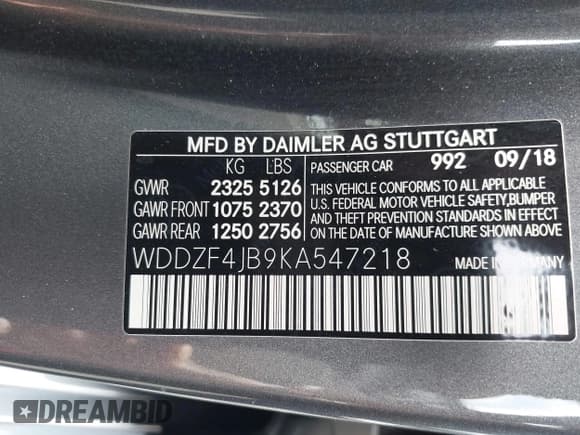 MFD BY DAIMLER AG STUTTGART
KG LBS PASSENGER CAR 992 09/18
GVWR 2325 5126 THIS VEHICLE CONFORMS TO ALL APPLICABLE
GAWR FRONT 1075 2370 U.S. FEDERAL MOTOR VEHICLE SAFETY,BUMPER
GAWR REAR 1250 2756 AND THEFT PREVENTION STANDARDS IN EFFECT
ON THE DATE OF MANUFACTURE SHOWN ABOVE
WDDZF4JB9KA547218 MADE IN
DREAMBID